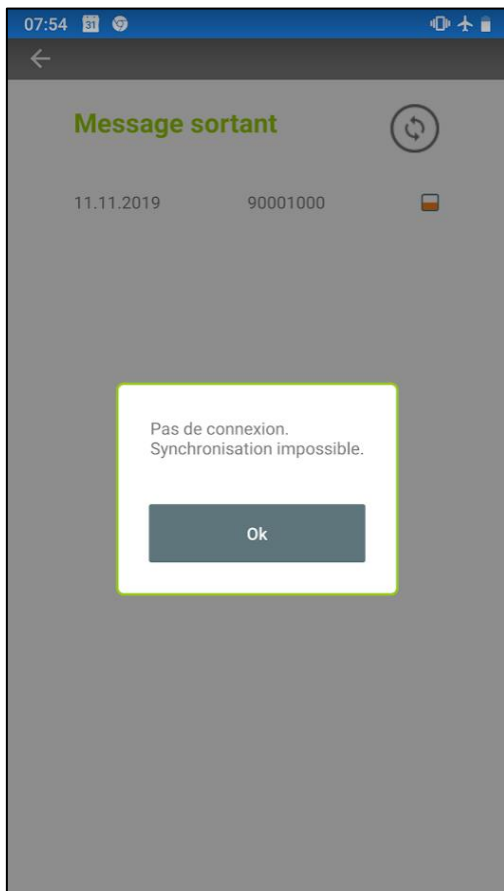 07:54 31
Message sortant
11.11.2019 90001000
Pas de connexion.
Synchronisation impossible.
Ok